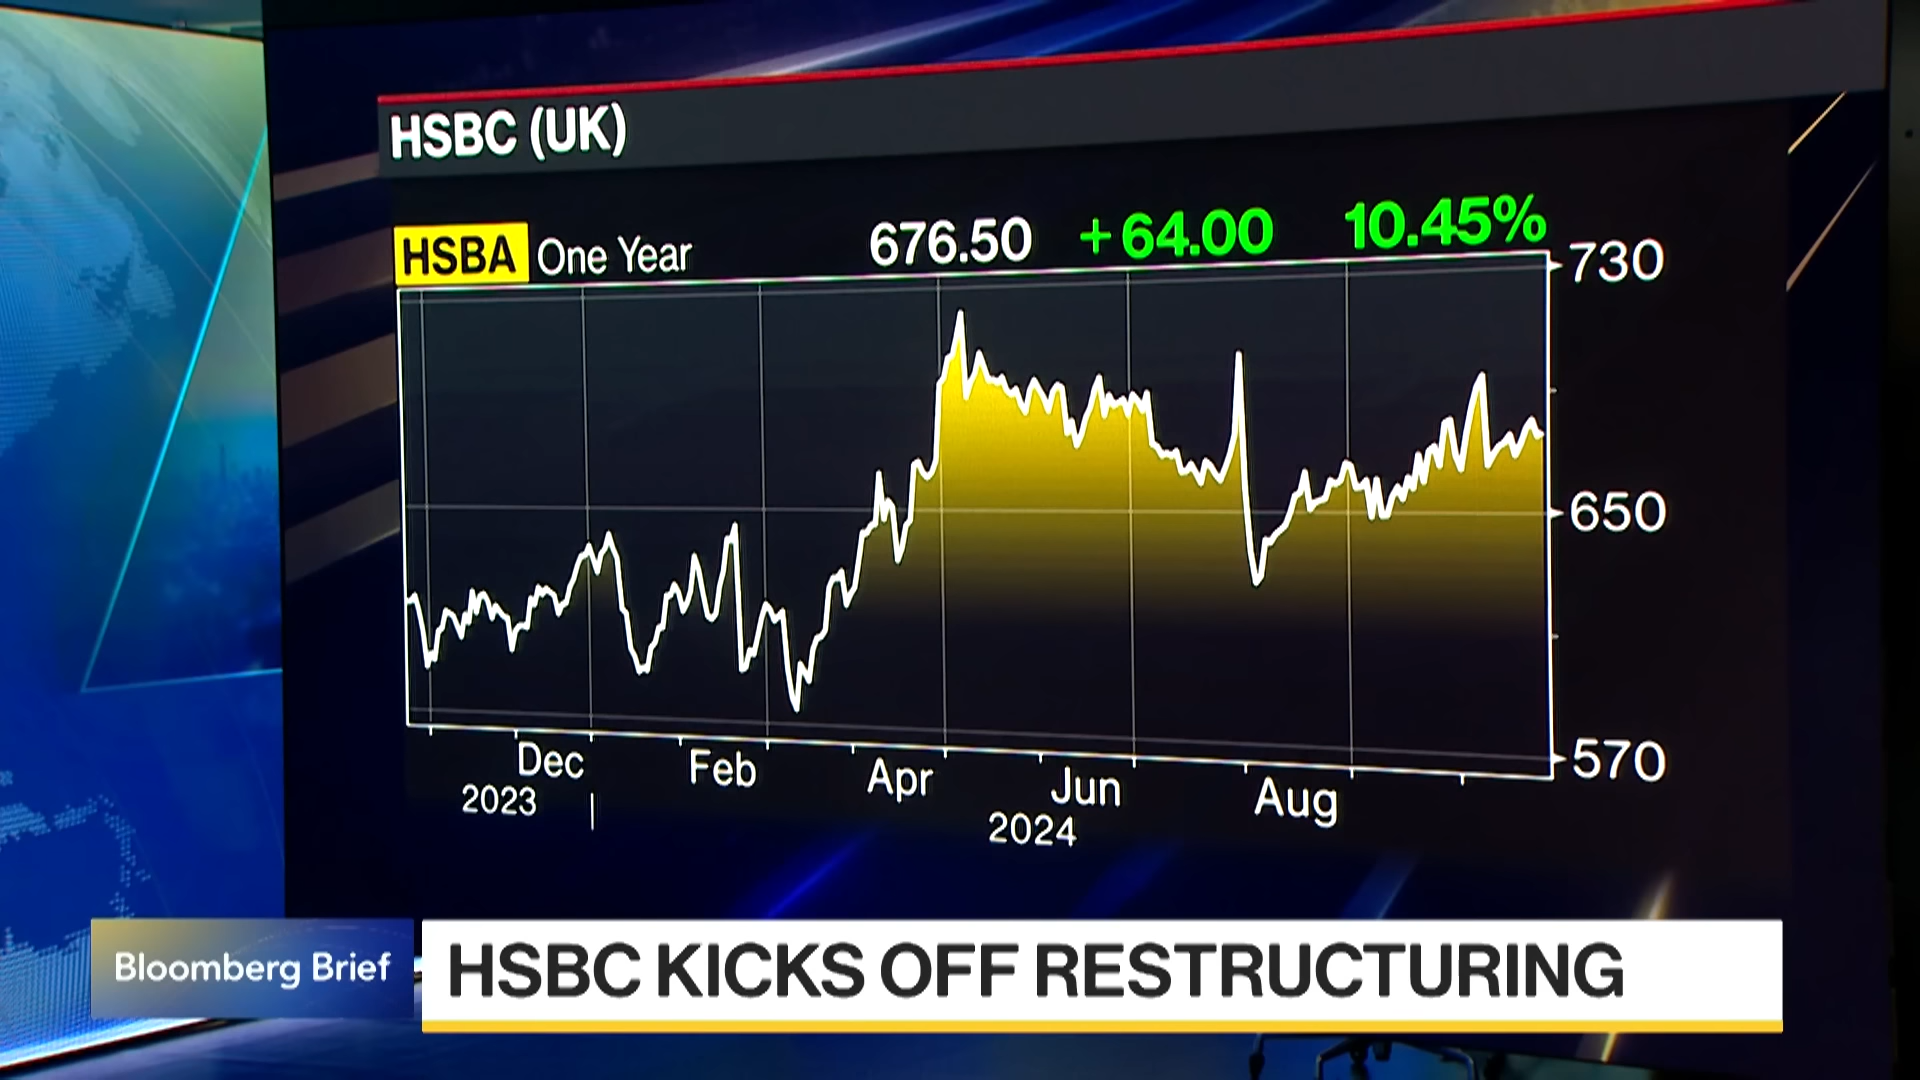 HSBC (UK)
HSBA One Year 676.50 +64.00 10.45%
730
650
570
Dec Feb Apr Jun Aug
2023 2024
Bloomberg Brief
HSBC KICKS OFF RESTRUCTURING